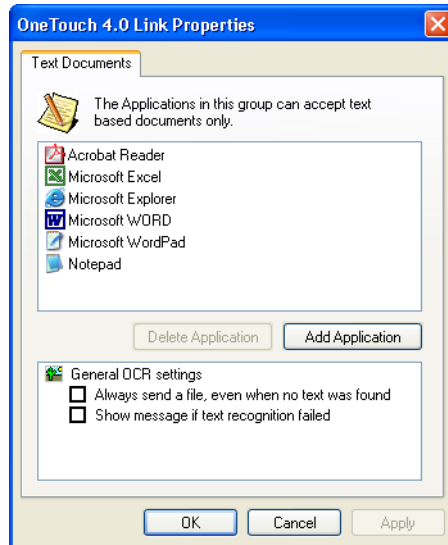 OneTouch 4.0 Link Properties
Text Documents
The Applications in this group can accept text
based documents only.
Acrobat Reader
Microsoft Excel
Microsoft Explorer
Microsoft WORD
Microsoft WordPad
Notepad
Delete Application Add Application
General OCR settings
Always send a file, even when no text was found
Show message if text recognition failed
OK Cancel Apply